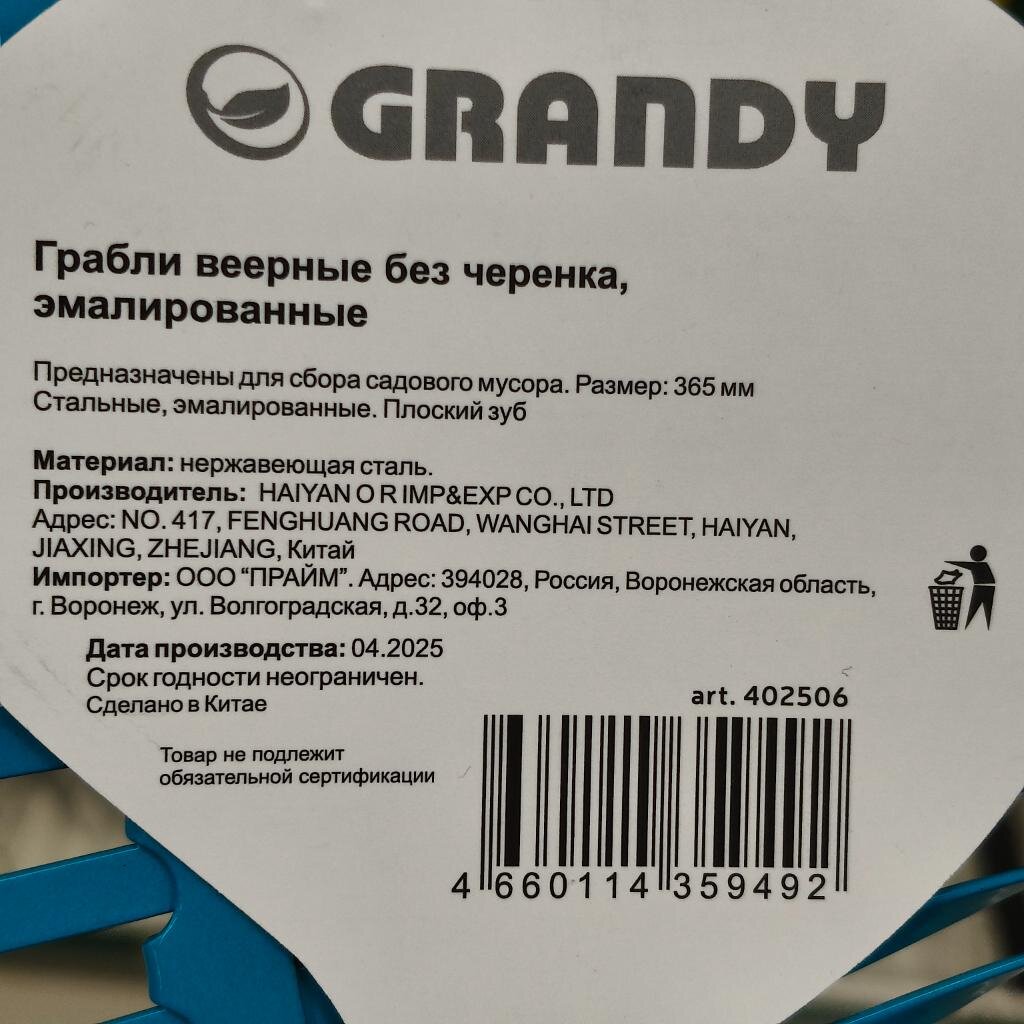 GRANDY
Грабли веерные без черенка,
эмалированные
Предназначены для сбора садового мусора. Размер: 365 мм
Стальные, эмалированные. Плоский зуб
Материал: нержавеющая сталь.
Производитель: HAIYAN O R IMP&EXP CO., LTD
Адрес: NO. 417, FENGHUANG ROAD, WANGHAI STREET, HAIYAN,
JIAXING, ZHEJIANG, Китай
Импортер: ООО “ПРАЙМ”. Адрес: 394028, Россия, Воронежская область,
г. Воронеж, ул. Волгоградская, д.32, оф.3
Дата производства: 04.2025
Срок годности неограничен.
Сделано в Китае
art. 402506
Товар не подлежит
обязательной сертификации
4 660114 359492